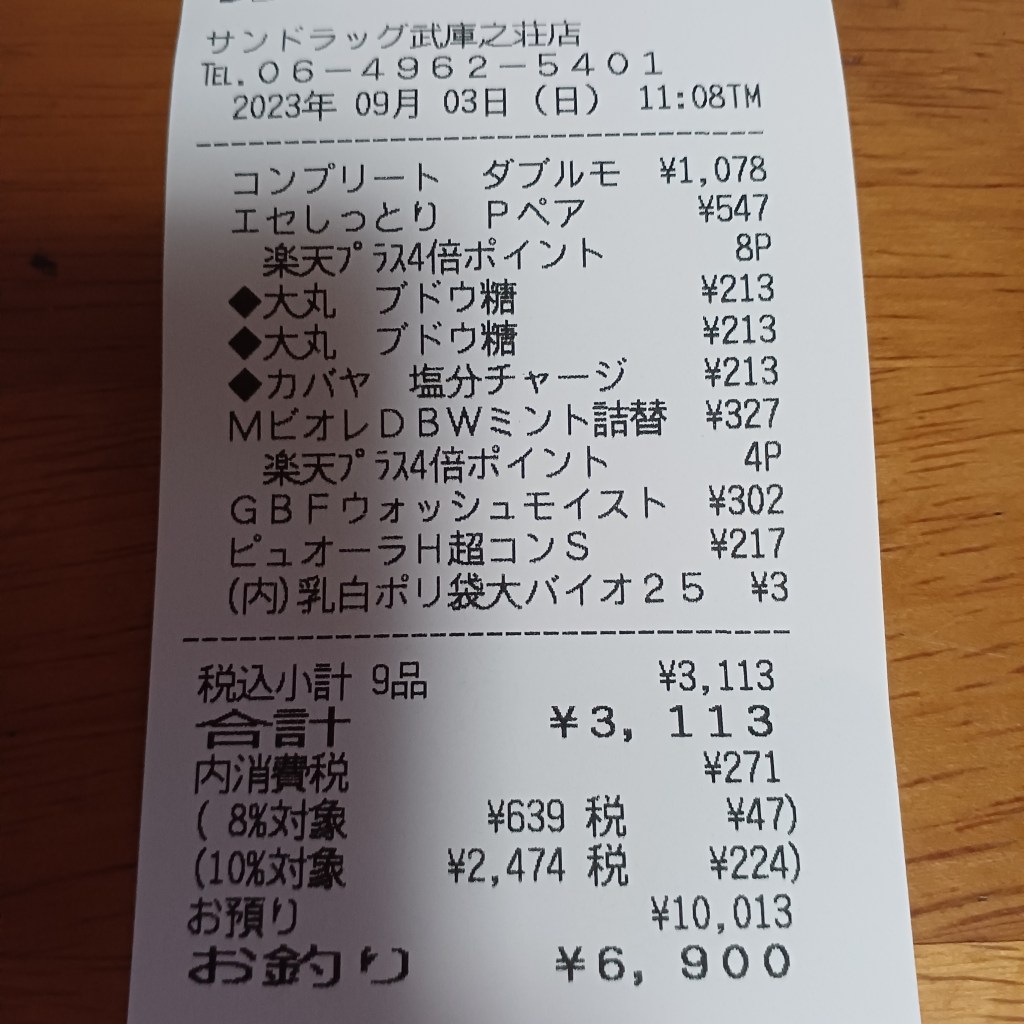 サンドラッグ武庫之荘店
TEL.０６－４９６２－５４０１
2023年 09月 03日（日） 11:08TM
コンプリート　ダブルモ ¥1,078
エセしっとり　Ｐペア ¥547
楽天ﾌﾟﾗｽ4倍ポイント 8P
◆大丸　ブドウ糖 ¥213
◆大丸　ブドウ糖 ¥213
◆カバヤ　塩分チャージ ¥213
ＭビオレＤＢＷミント詰替 ¥327
楽天ﾌﾟﾗｽ4倍ポイント 4P
ＧＢＦウォッシュモイスト ¥302
ピュオーラＨ超コンＳ ¥217
(内)乳白ポリ袋大バイオ２５ ¥3
税込小計 9品 ¥3,113
合計 ¥3,113
内消費税 ¥271
( 8%対象 ¥639 税 ¥47)
(10%対象 ¥2,474 税 ¥224)
お預り ¥10,013
お釣り ¥6,900